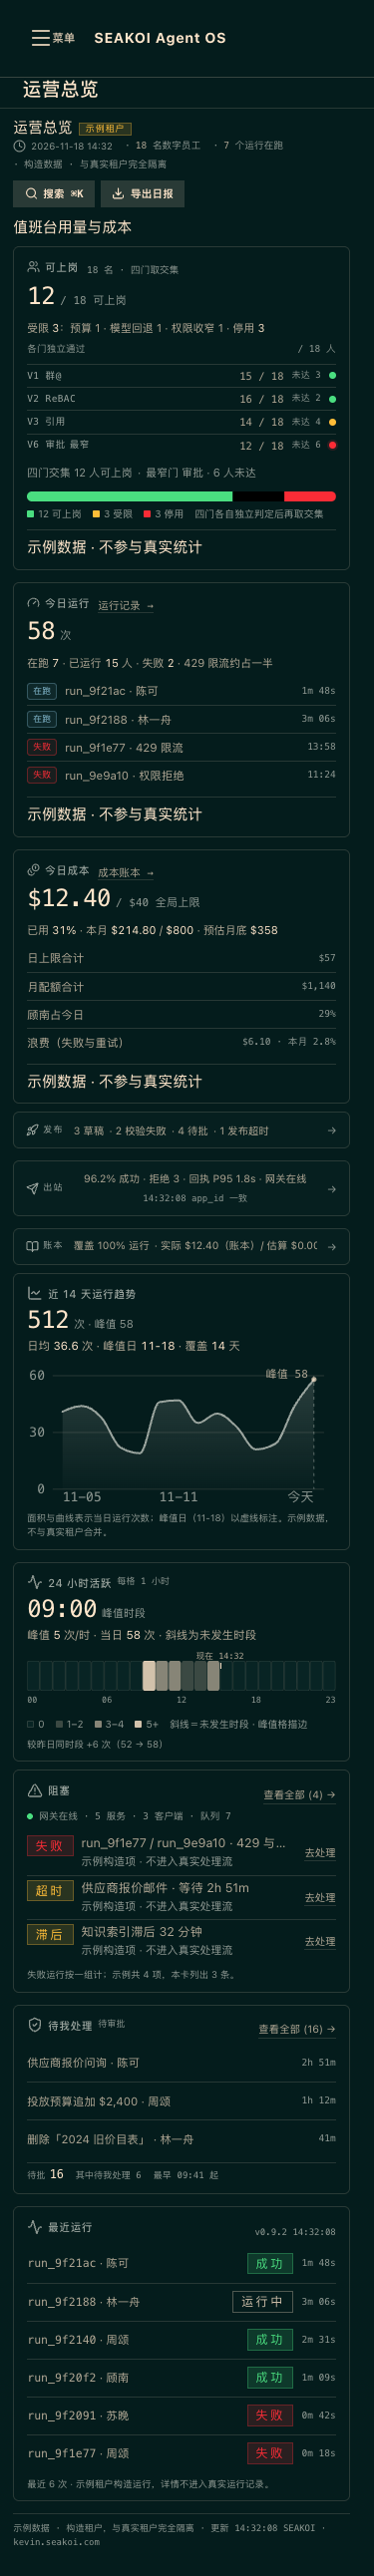 菜单 SEAKOI Agent OS
运营总览
运营总览 示例租户
2026-11-18 14:32 · 18 名数字员工 · 7 个运行在跑
· 构造数据 · 与真实租户完全隔离
搜索 ⌘K 导出日报
值班台用量与成本
可上岗 18 名 · 四门取交集
12 / 18 可上岗
受限 3: 预算 1 · 模型回退 1 · 权限收窄 1 · 停用 3
各门独立通过 / 18 人
V1 群@ 15 / 18 未达 3
V2 ReBAC 16 / 18 未达 2
V3 引用 14 / 18 未达 4
V6 审批 最窄 12 / 18 未达 6
四门交集 12 人可上岗 · 最窄门 审批 · 6 人未达
12 可上岗 3 受限 3 停用 四门各自独立判定后再取交集
示例数据 · 不参与真实统计
今日运行 运行记录 →
58 次
在跑 7 · 已运行 15 人 · 失败 2 · 429 限流约占一半
在跑 run_9f21ac · 陈可 1m 48s
在跑 run_9f2188 · 林一舟 3m 06s
失败 run_9f1e77 · 429 限流 13:58
失败 run_9e9a10 · 权限拒绝 11:24
示例数据 · 不参与真实统计
今日成本 成本账本 →
$12.40 / $40 全局上限
已用 31% · 本月 $214.80 / $800 · 预估月底 $358
日上限合计 $57
月配额合计 $1,140
顾南占今日 29%
浪费（失败与重试） $6.10 · 本月 2.8%
示例数据 · 不参与真实统计
发布 3 草稿 · 2 校验失败 · 4 待批 · 1 发布超时 →
出站 96.2% 成功 · 拒绝 3 · 回执 P95 1.8s · 网关在线 →
14:32:08 app_id 一致
账本 覆盖 100% 运行 · 实际 $12.40（账本）/ 估算 $0.00 →
近 14 天运行趋势
512 次 · 峰值 58
日均 36.6 次 · 峰值日 11-18 · 覆盖 14 天
峰值 58
60
30
0
11-05 11-11 今天
面积与曲线表示当日运行次数；峰值日（11-18）以虚线标注。示例数据，
不与真实租户合并。
24 小时活跃 每格 1 小时
09:00 峰值时段
峰值 5 次/时 · 当日 58 次 · 斜线为未发生时段
现在 14:32
00 06 12 18 23
0 1–2 3–4 5+ 斜线＝未发生时段 · 峰值格描边
较昨日同时段 +6 次（52 → 58）
阻塞 查看全部 (4) →
网关在线 · 5 服务 · 3 客户端 · 队列 7
失败 run_9f1e77 / run_9e9a10 · 429 与… 去处理
示例构造项 · 不进入真实处理流
超时 供应商报价邮件 · 等待 2h 51m 去处理
示例构造项 · 不进入真实处理流
滞后 知识索引滞后 32 分钟 去处理
示例构造项 · 不进入真实处理流
失败运行按一组计；示例共 4 项，本卡列出 3 条。
待我处理 待审批 查看全部 (16) →
供应商报价问询 · 陈可 2h 51m
投放预算追加 $2,400 · 周颂 1h 12m
删除「2024 旧价目表」 · 林一舟 41m
待批 16 其中待我处理 6 最早 09:41 起
最近运行 v0.9.2 14:32:08
run_9f21ac · 陈可 成功 1m 48s
run_9f2188 · 林一舟 运行中 3m 06s
run_9f2140 · 周颂 成功 2m 31s
run_9f20f2 · 顾南 成功 1m 09s
run_9f2091 · 苏晚 失败 0m 42s
run_9f1e77 · 周颂 失败 0m 18s
最近 6 次 · 示例租户构造运行，详情不进入真实运行记录。
示例数据 · 构造租户，与真实租户完全隔离 · 更新 14:32:08 SEAKOI ·
kevin.seakoi.com